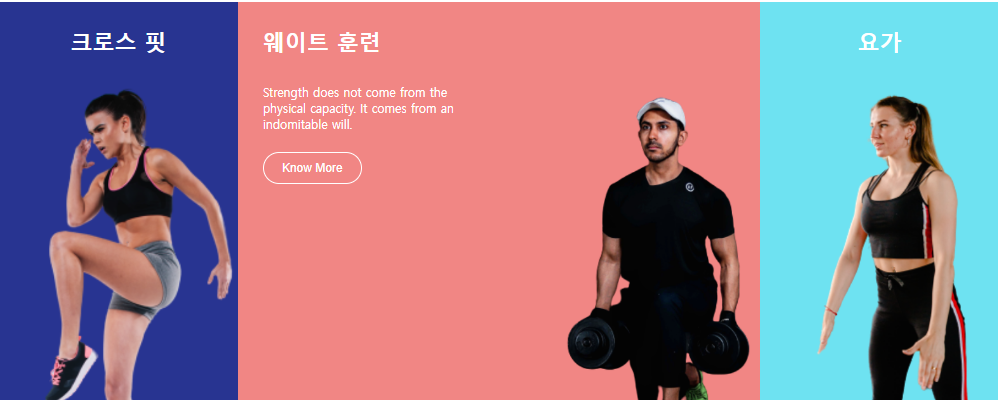 크로스 핏
웨이트 훈련
Strength does not come from the
physical capacity. It comes from an
indomitable will.
Know More
요가